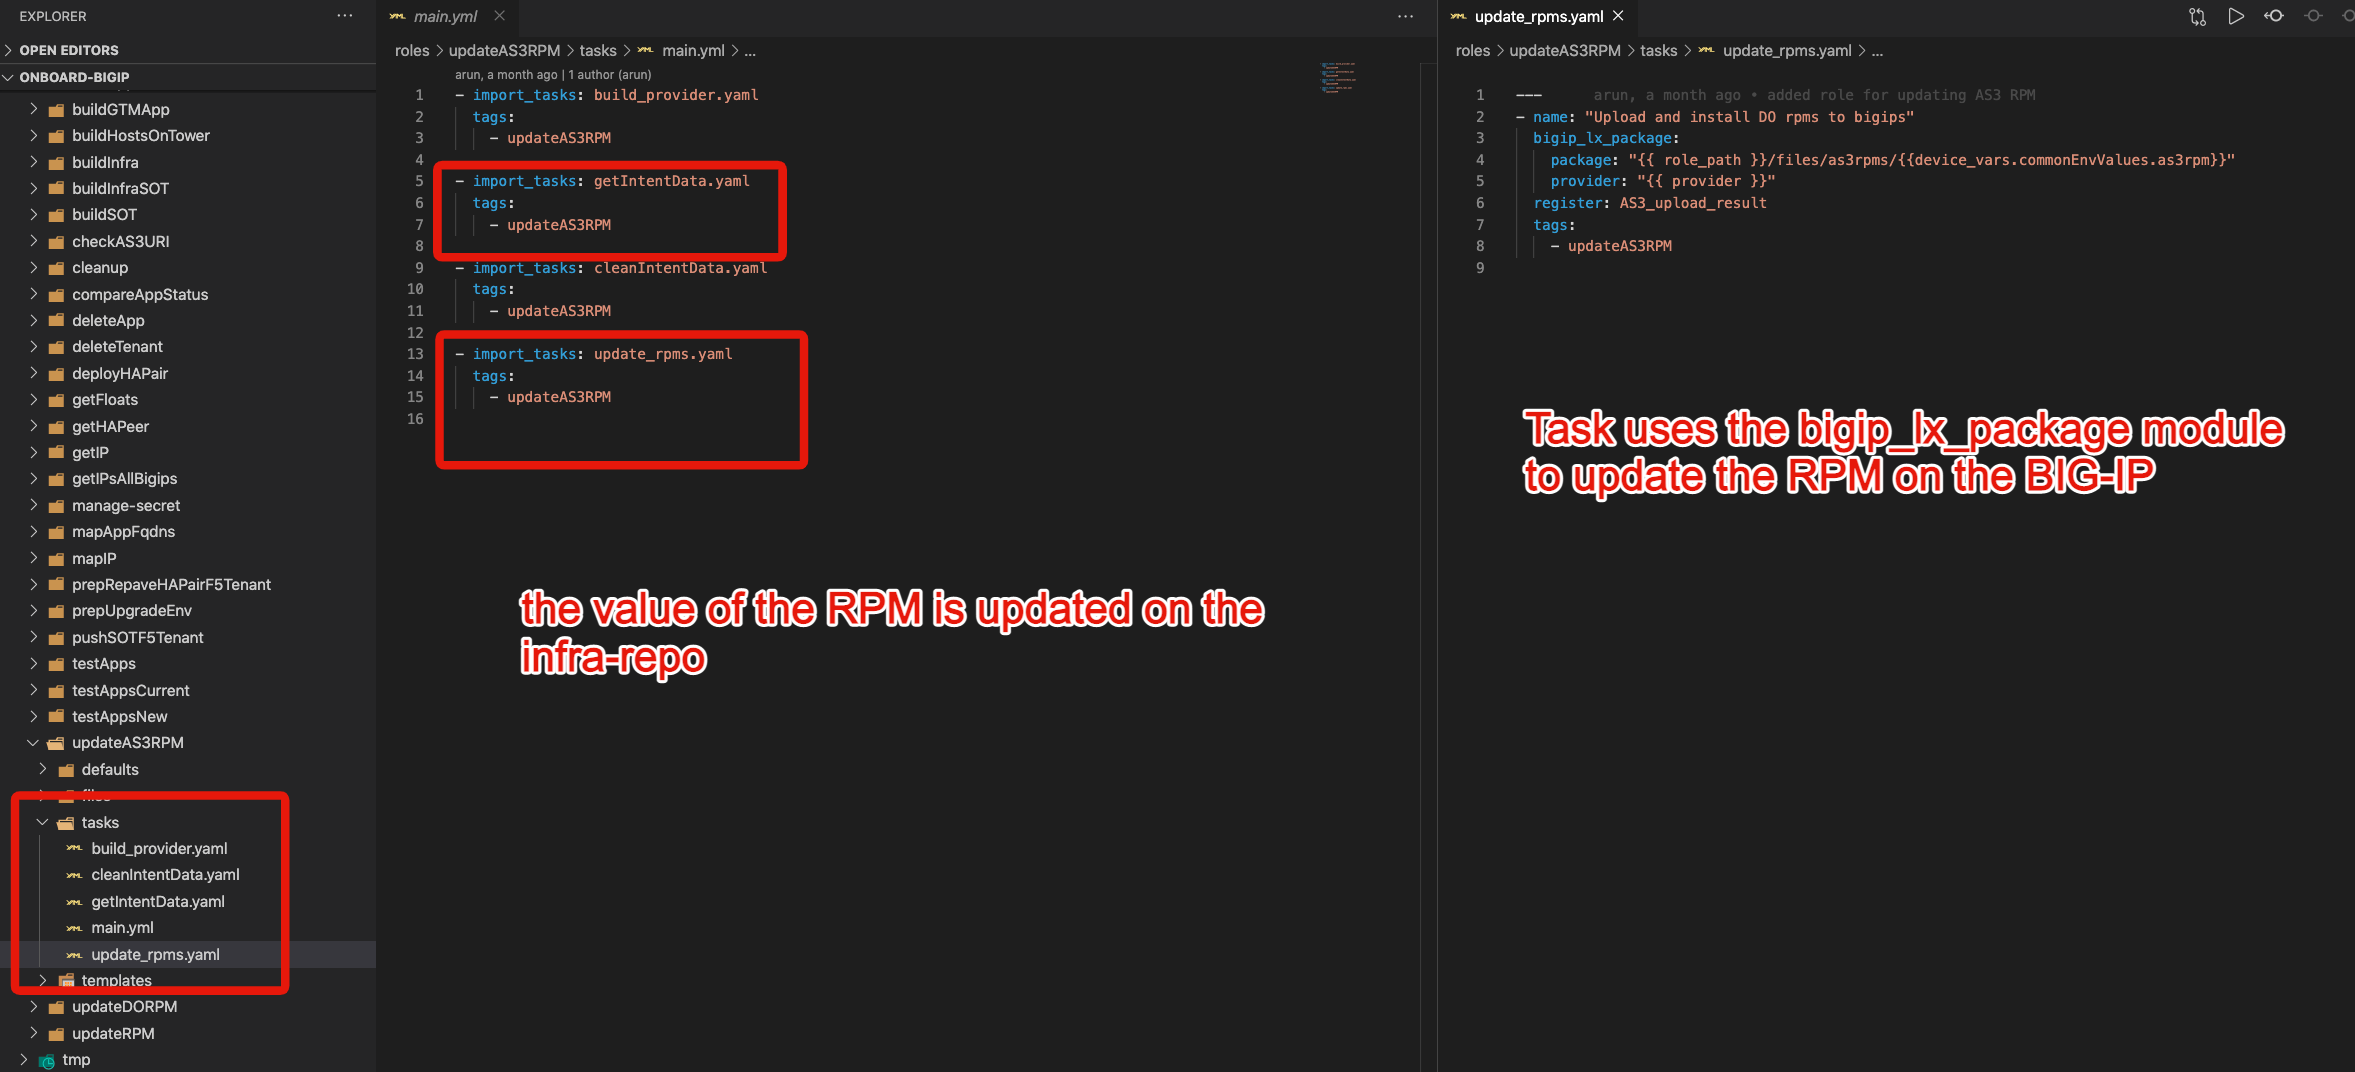 EXPLORER
OPEN EDITORS
ONBOARD-BIGIP
buildGTMApp
buildHostsOnTower
buildInfra
buildInfraSOT
buildSOT
checkAS3URI
cleanup
compareAppStatus
deleteApp
deleteTenant
deployHAPair
getFloats
getHAPeer
getIP
getIPsAllBigips
manage-secret
mapAppFqdns
mapIP
prepRepaveHAPairF5Tenant
prepUpgradeEnv
pushSOTF5Tenant
testApps
testAppsCurrent
testAppsNew
updateAS3RPM
defaults
files
tasks
build_provider.yaml
cleanIntentData.yaml
getIntentData.yaml
main.yml
update_rpms.yaml
templates
updateDORPM
updateRPM
tmp
main.yml
roles > updateAS3RPM > tasks > main.yml > ...
arun, a month ago | 1 author (arun)
1 - import_tasks: build_provider.yaml
2 tags:
3 - updateAS3RPM
4
5 - import_tasks: getIntentData.yaml
6 tags:
7 - updateAS3RPM
8
9 - import_tasks: cleanIntentData.yaml
10 tags:
11 - updateAS3RPM
12
13 - import_tasks: update_rpms.yaml
14 tags:
15 - updateAS3RPM
16
the value of the RPM is updated on the
infra-repo
update_rpms.yaml
roles > updateAS3RPM > tasks > update_rpms.yaml > ...
1 --- arun, a month ago • added role for updating AS3 RPM
2 - name: "Upload and install DO rpms to bigips"
3 bigip_lx_package:
4 package: "{{ role_path }}/files/as3rpms/{{device_vars.commonEnvValues.as3rpm}}"
5 provider: "{{ provider }}"
6 register: AS3_upload_result
7 tags:
8 - updateAS3RPM
9
Task uses the bigip_lx_package module
to update the RPM on the BIG-IP